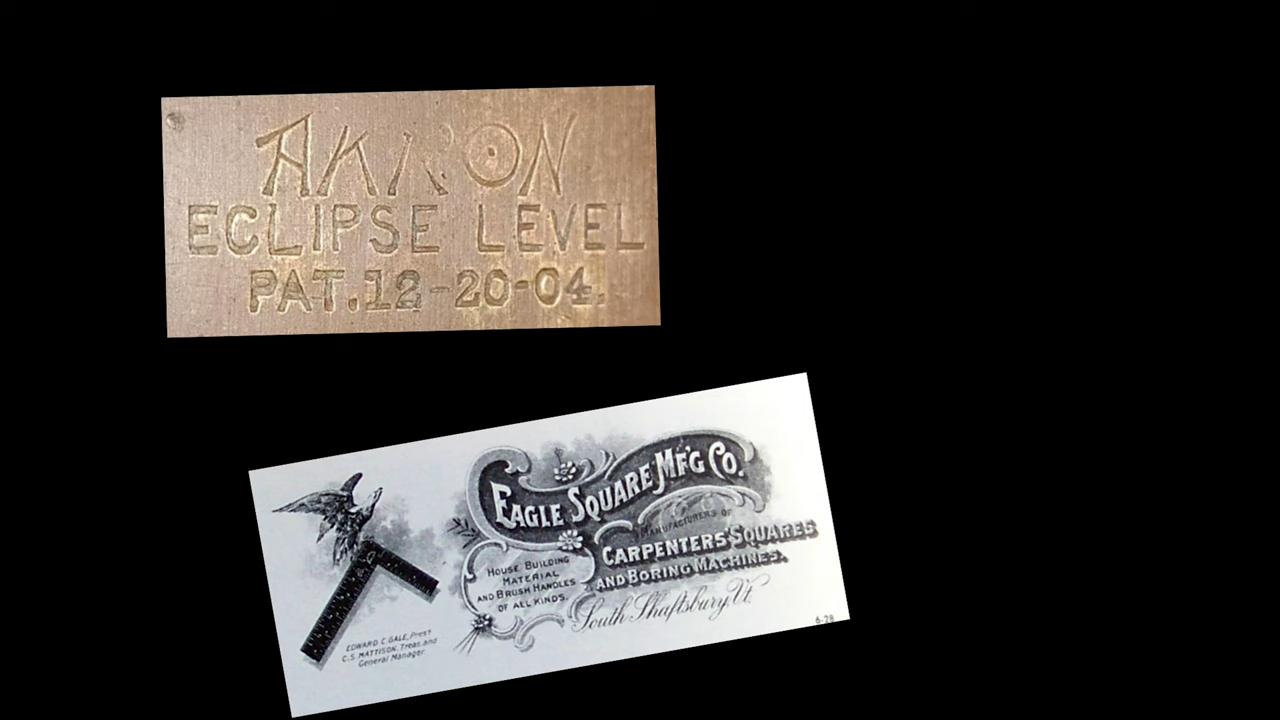 AKRON
ECLIPSE LEVEL
PAT.12-20-04.
EAGLE SQUARE MF'G CO.
MANUFACTURERS OF
CARPENTERS' SQUARES
AND BORING MACHINES.
HOUSE BUILDING
MATERIAL
AND BRUSH HANDLES
OF ALL KINDS.
South Shaftsbury, Vt.
EDWARD C. GALE, Prest
C.S. MATTISON, Treas. and
General Manager.
6-28